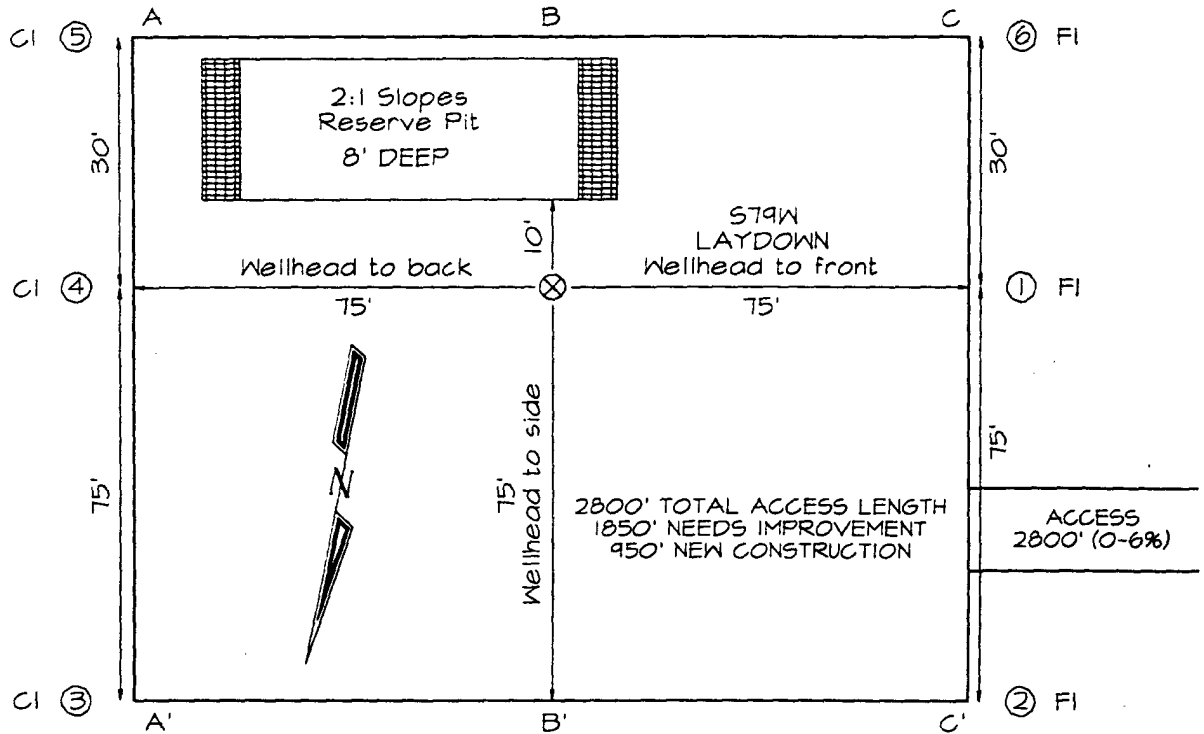 A B C
C1 5 6 F1
2:1 Slopes
Reserve Pit
8' DEEP
30' 30'
S79W
LAYDOWN
10'
Wellhead to back Wellhead to front
C1 4 1 F1
75' 75'
75' 75' 75'
Wellhead to side
N
2800' TOTAL ACCESS LENGTH
1850' NEEDS IMPROVEMENT
950' NEW CONSTRUCTION
ACCESS
2800' (0-6%)
C1 3 2 F1
A' B' C'